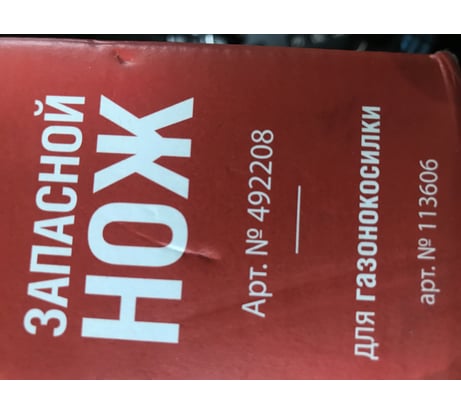 ЗАПАСНОЙ
НОЖ
Арт. № 492208
для газонокосилки
арт. № 113606